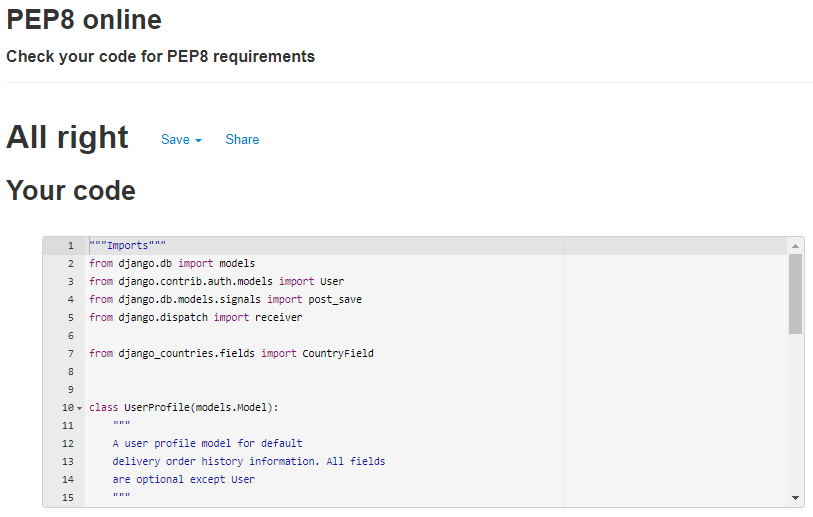 PEP8 online
Check your code for PEP8 requirements
All right Save Share
Your code
1 """Imports"""
2 from django.db import models
3 from django.contrib.auth.models import User
4 from django.db.models.signals import post_save
5 from django.dispatch import receiver
6
7 from django_countries.fields import CountryField
8
9
10 class UserProfile(models.Model):
11 """
12 A user profile model for default
13 delivery order history information. All fields
14 are optional except User
15 """